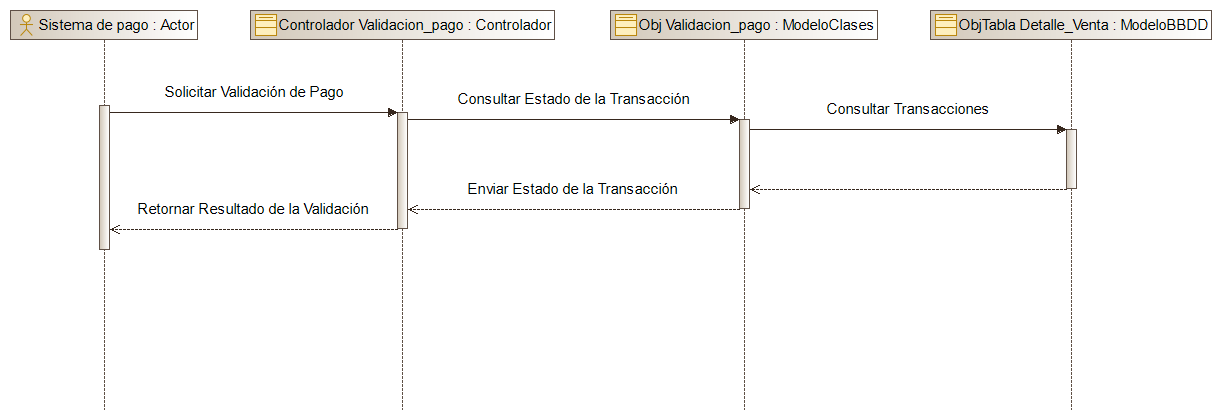 Sistema de pago : Actor
Controlador Validacion_pago : Controlador
Obj Validacion_pago : ModeloClases
ObjTabla Detalle_Venta : ModeloBBDD
Solicitar Validación de Pago
Consultar Estado de la Transacción
Consultar Transacciones
Enviar Estado de la Transacción
Retornar Resultado de la Validación